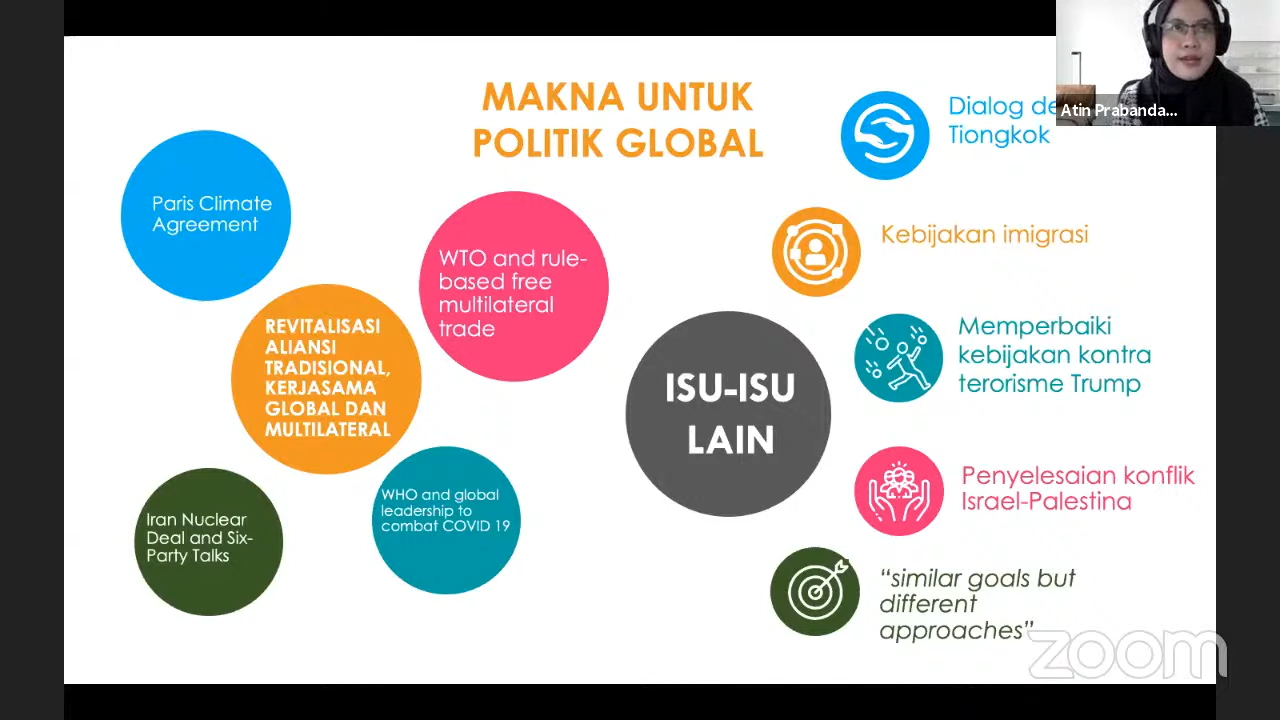 MAKNA UNTUK
POLITIK GLOBAL
Paris Climate
Agreement
WTO and rule-
based free
multilateral
trade
REVITALISASI
ALIANSI
TRADISIONAL,
KERJASAMA
GLOBAL DAN
MULTILATERAL
WHO and global
leadership to
combat COVID 19
Iran Nuclear
Deal and Six-
Party Talks
ISU-ISU
LAIN
Dialog
Tiongkok
Kebijakan imigrasi
Memperbaiki
kebijakan kontra
terorisme Trump
Penyelesaian konflik
Israel-Palestina
“similar goals but
different
approaches”
Atin Prabanda...
zoom